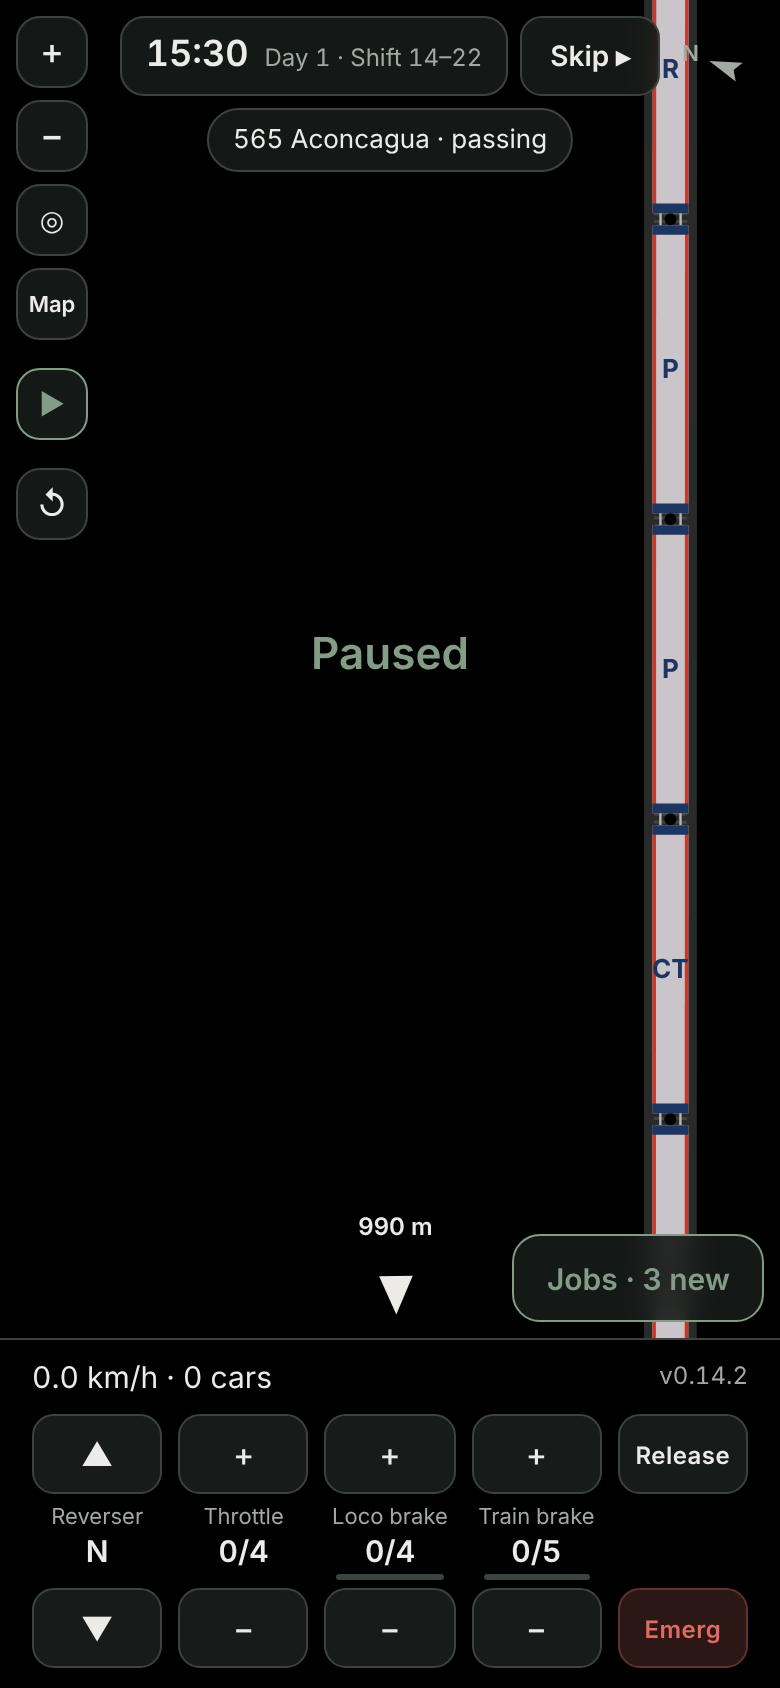 +
15:30 Day 1 · Shift 14–22
Skip ▸
R
N
−
565 Aconcagua · passing
◎
Map
P
Paused
P
CT
990 m
Jobs · 3 new
0.0 km/h · 0 cars
v0.14.2
▲ + + + Release
Reverser Throttle Loco brake Train brake
N 0/4 0/4 0/5
▼ − − − Emerg